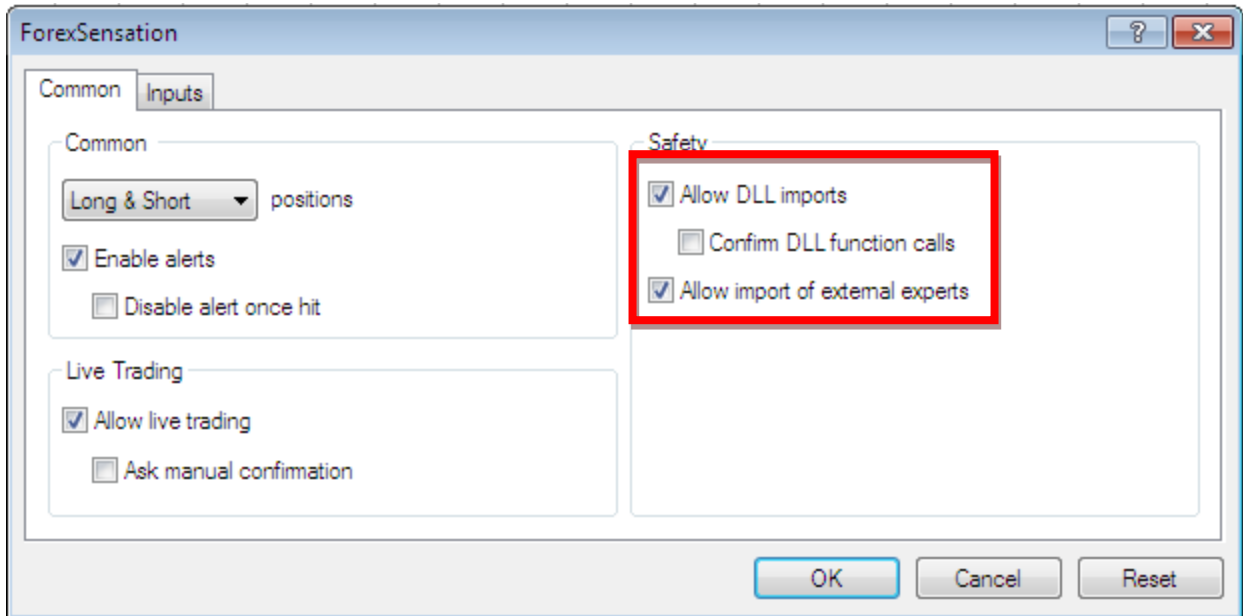 ForexSensation
Common
Inputs
Common
Long & Short positions
Enable alerts
Disable alert once hit
Live Trading
Allow live trading
Ask manual confirmation
Safety
Allow DLL imports
Confirm DLL function calls
Allow import of external experts
OK
Cancel
Reset